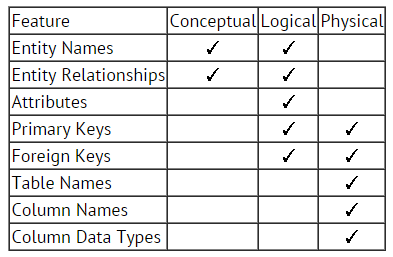 Feature Conceptual Logical Physical
Entity Names ✓ ✓
Entity Relationships ✓ ✓
Attributes ✓
Primary Keys ✓ ✓
Foreign Keys ✓ ✓
Table Names ✓
Column Names ✓
Column Data Types ✓